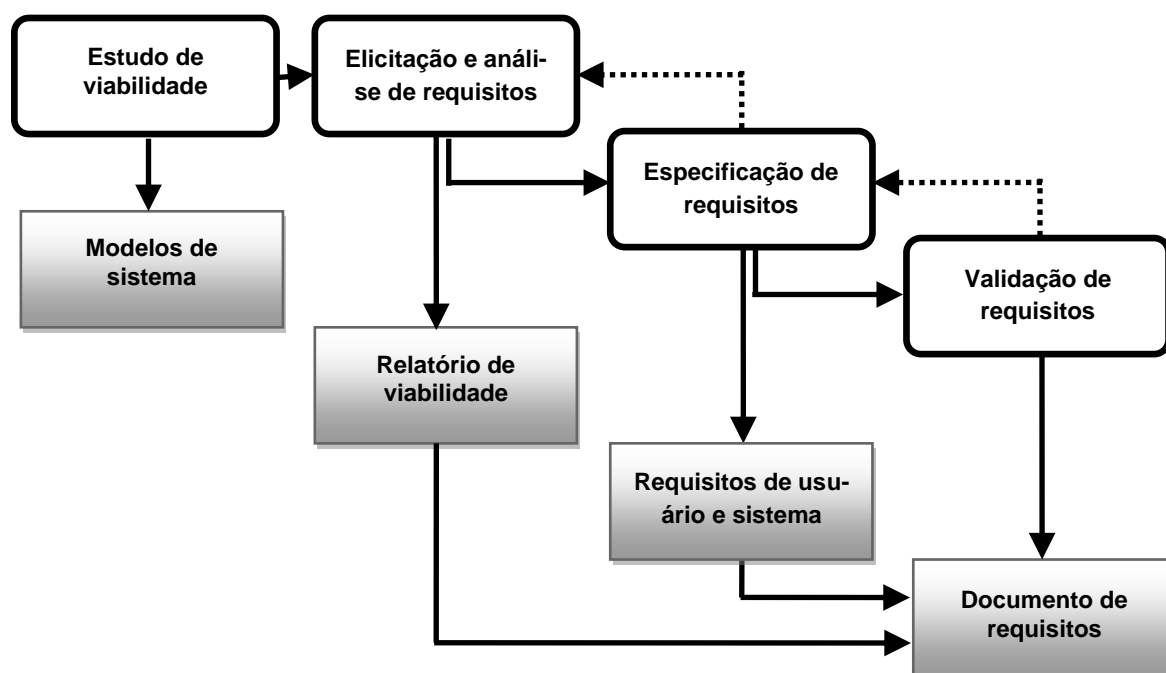 Estudo de
viabilidade
Elicitação e análi-
se de requisitos
Especificação de
requisitos
Modelos de
sistema
Validação de
requisitos
Relatório de
viabilidade
Requisitos de usu-
ário e sistema
Documento de
requisitos